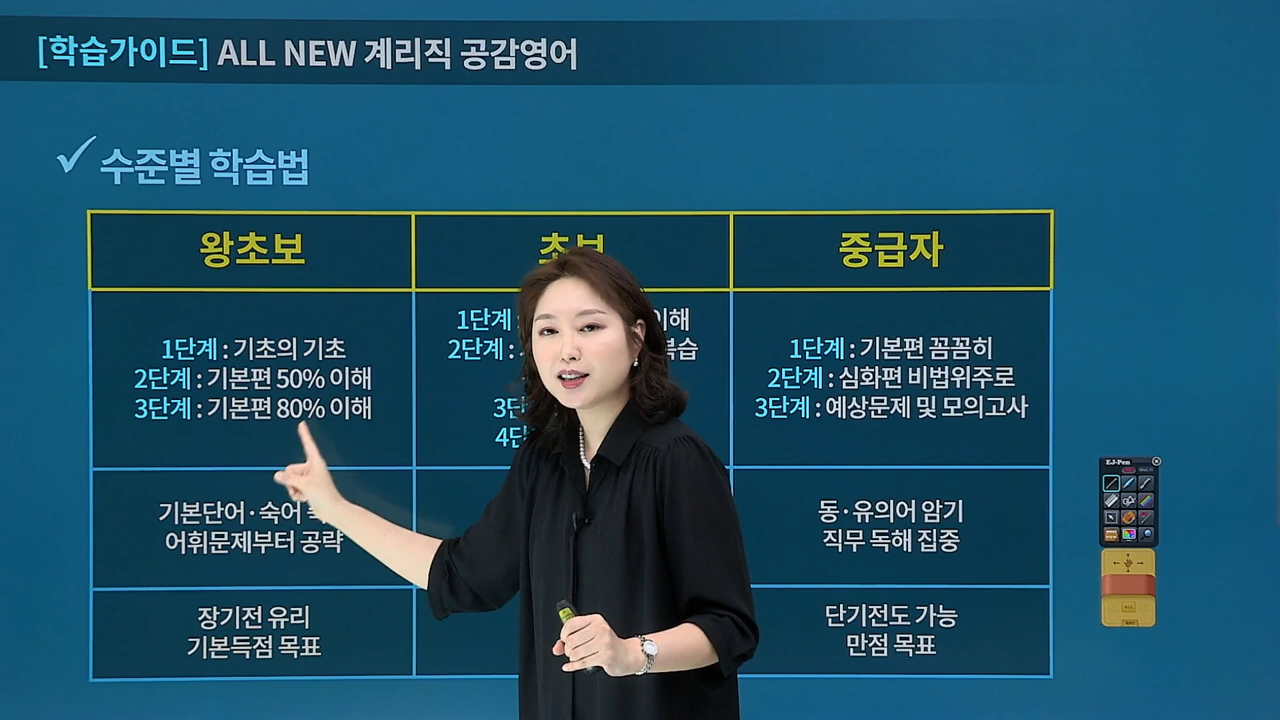 [학습가이드] ALL NEW 계리직 공감영어
✓ 수준별 학습법
왕초보
초보
중급자
1단계 : 기초의 기초
2단계 : 기본편 50% 이해
3단계 : 기본편 80% 이해
1단계 이해
2단계 : 복습
3단
4단
1단계 : 기본편 꼼꼼히
2단계 : 심화편 비법위주로
3단계 : 예상문제 및 모의고사
기본단어·숙어
어휘문제부터 공략
동·유의어 암기
직무 독해 집중
장기전 유리
기본득점 목표
단기전도 가능
만점 목표
EJ-Pen
ALL